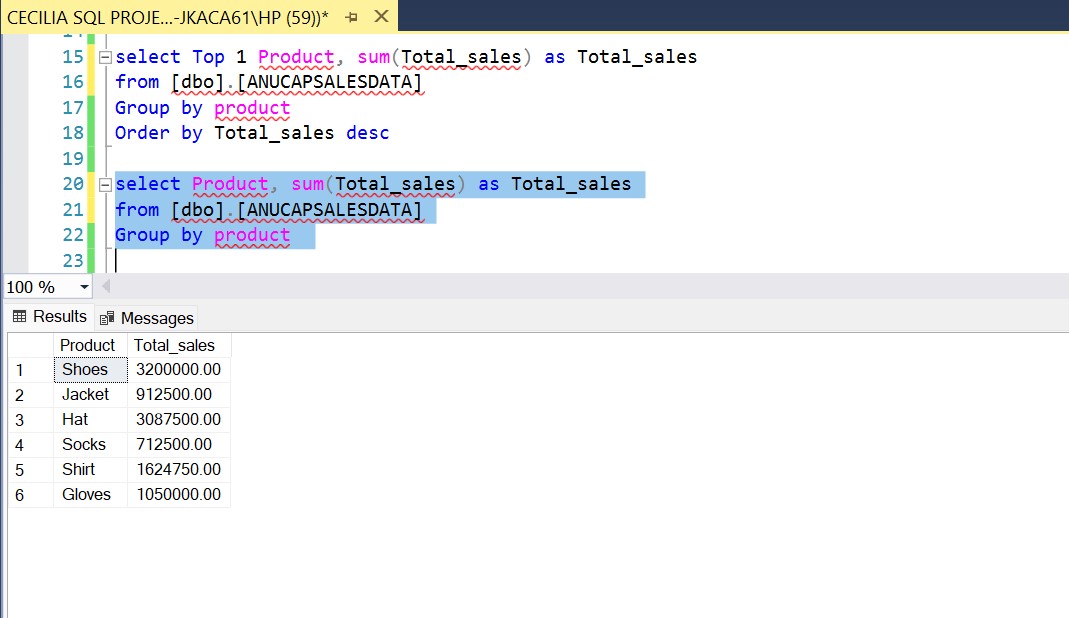 CECILIA SQL PROJE...-JKACA61\HP (59))*
15 select Top 1 Product, sum(Total_sales) as Total_sales
16 from [dbo].[ANUCAPSALESDATA]
17 Group by product
18 Order by Total_sales desc
19
20 select Product, sum(Total_sales) as Total_sales
21 from [dbo].[ANUCAPSALESDATA]
22 Group by product
23
100 %
Results Messages
Product Total_sales
1 Shoes 3200000.00
2 Jacket 912500.00
3 Hat 3087500.00
4 Socks 712500.00
5 Shirt 1624750.00
6 Gloves 1050000.00